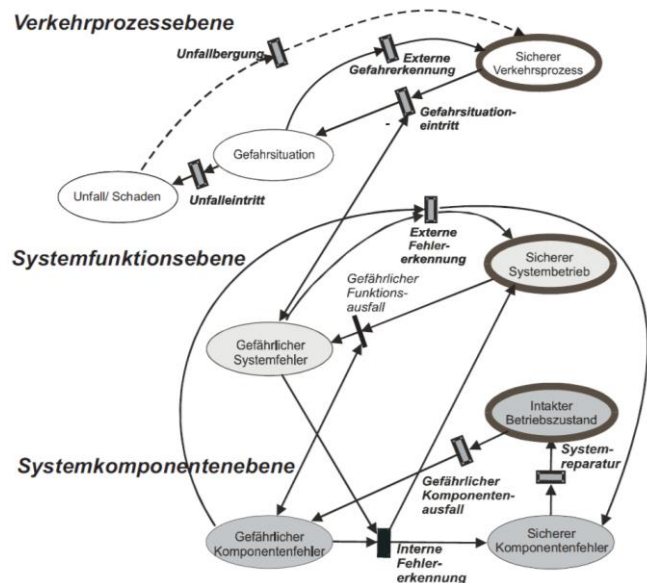 Verkehrprozessebene
Unfallbergung
Externe
Gefahrerkennung
Sicherer
Verkehrsprozess
Gefahrsituation-
eintritt
Gefahrsituation
Unfall/ Schaden
Unfalleintritt
Systemfunktionsebene
Externe
Fehler-
erkennung
Sicherer
Systembetrieb
Gefährlicher
Funktions-
ausfall
Gefährlicher
Systemfehler
Intakter
Betriebszustand
Systemkomponentenebene
System-
reparatur
Gefährlicher
Komponenten-
ausfall
Gefährlicher
Komponentenfehler
Interne
Fehler-
erkennung
Sicherer
Komponentenfehler